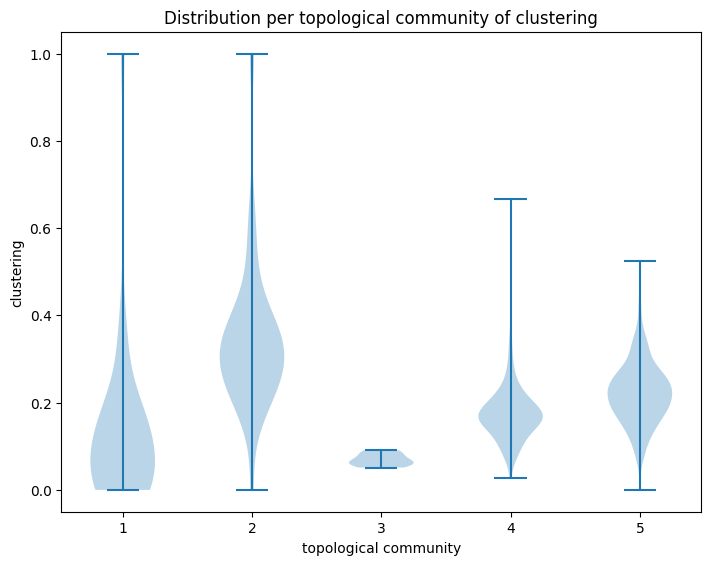 Distribution per topological community of clustering
1.0
0.8
0.6
0.4
0.2
0.0
clustering
1 2 3 4 5
topological community